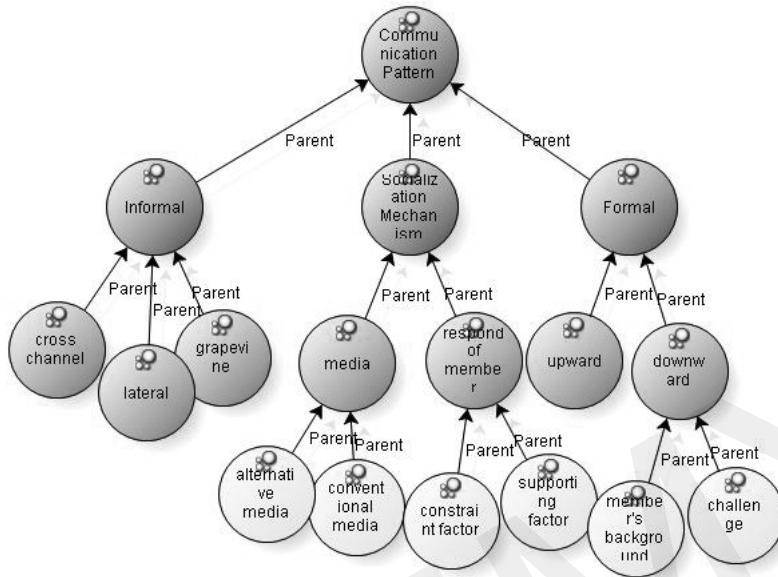 Commu
nication
Pattern
Parent
Parent
Parent
Informal
Socializ
ation
Mechan
ism
Formal
Parent
Parent
Parent
Parent
Parent
Parent
Parent
cross
channel
lateral
grapevi
ne
media
respond
of
membe
r
upward
downw
ard
Parent
Parent
Parent
Parent
Parent
Parent
alternati
ve
media
convent
ional
media
constrai
nt factor
supporti
ng
factor
membe
r's
backgro
und
challen
ge